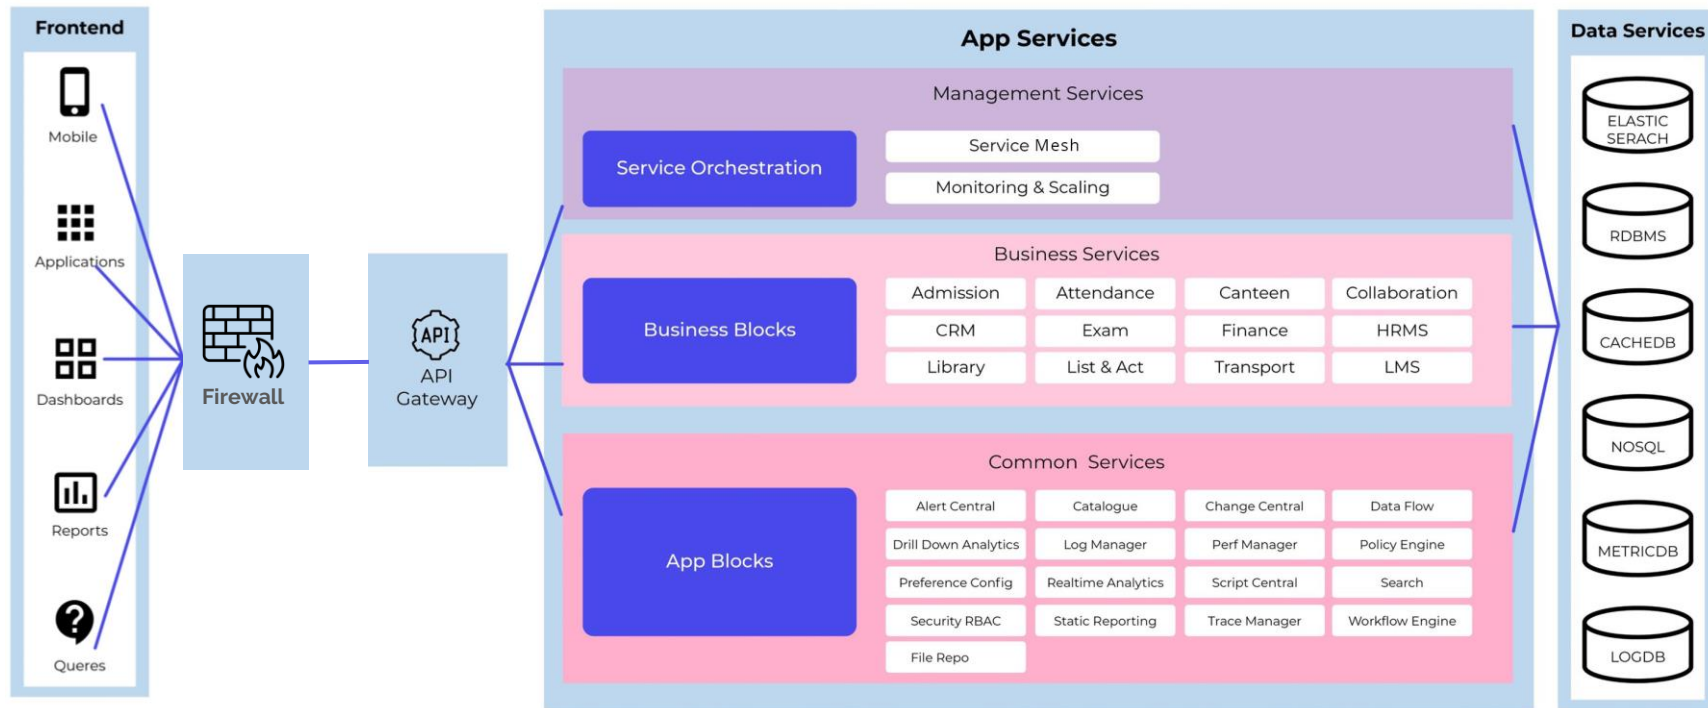 Frontend
Mobile
Applications
Dashboards
Reports
Queres
Firewall
API
API
Gateway
App Services
Management Services
Service Orchestration
Service Mesh
Monitoring & Scaling
Business Services
Business Blocks
Admission
Attendance
Canteen
Collaboration
CRM
Exam
Finance
HRMS
Library
List & Act
Transport
LMS
Common Services
App Blocks
Alert Central
Catalogue
Change Central
Data Flow
Drill Down Analytics
Log Manager
Perf Manager
Policy Engine
Preference Config
Realtime Analytics
Script Central
Search
Security RBAC
Static Reporting
Trace Manager
Workflow Engine
File Repo
Data Services
ELASTIC
SERACH
RDBMS
CACHEDB
NOSQL
METRICDB
LOGDB